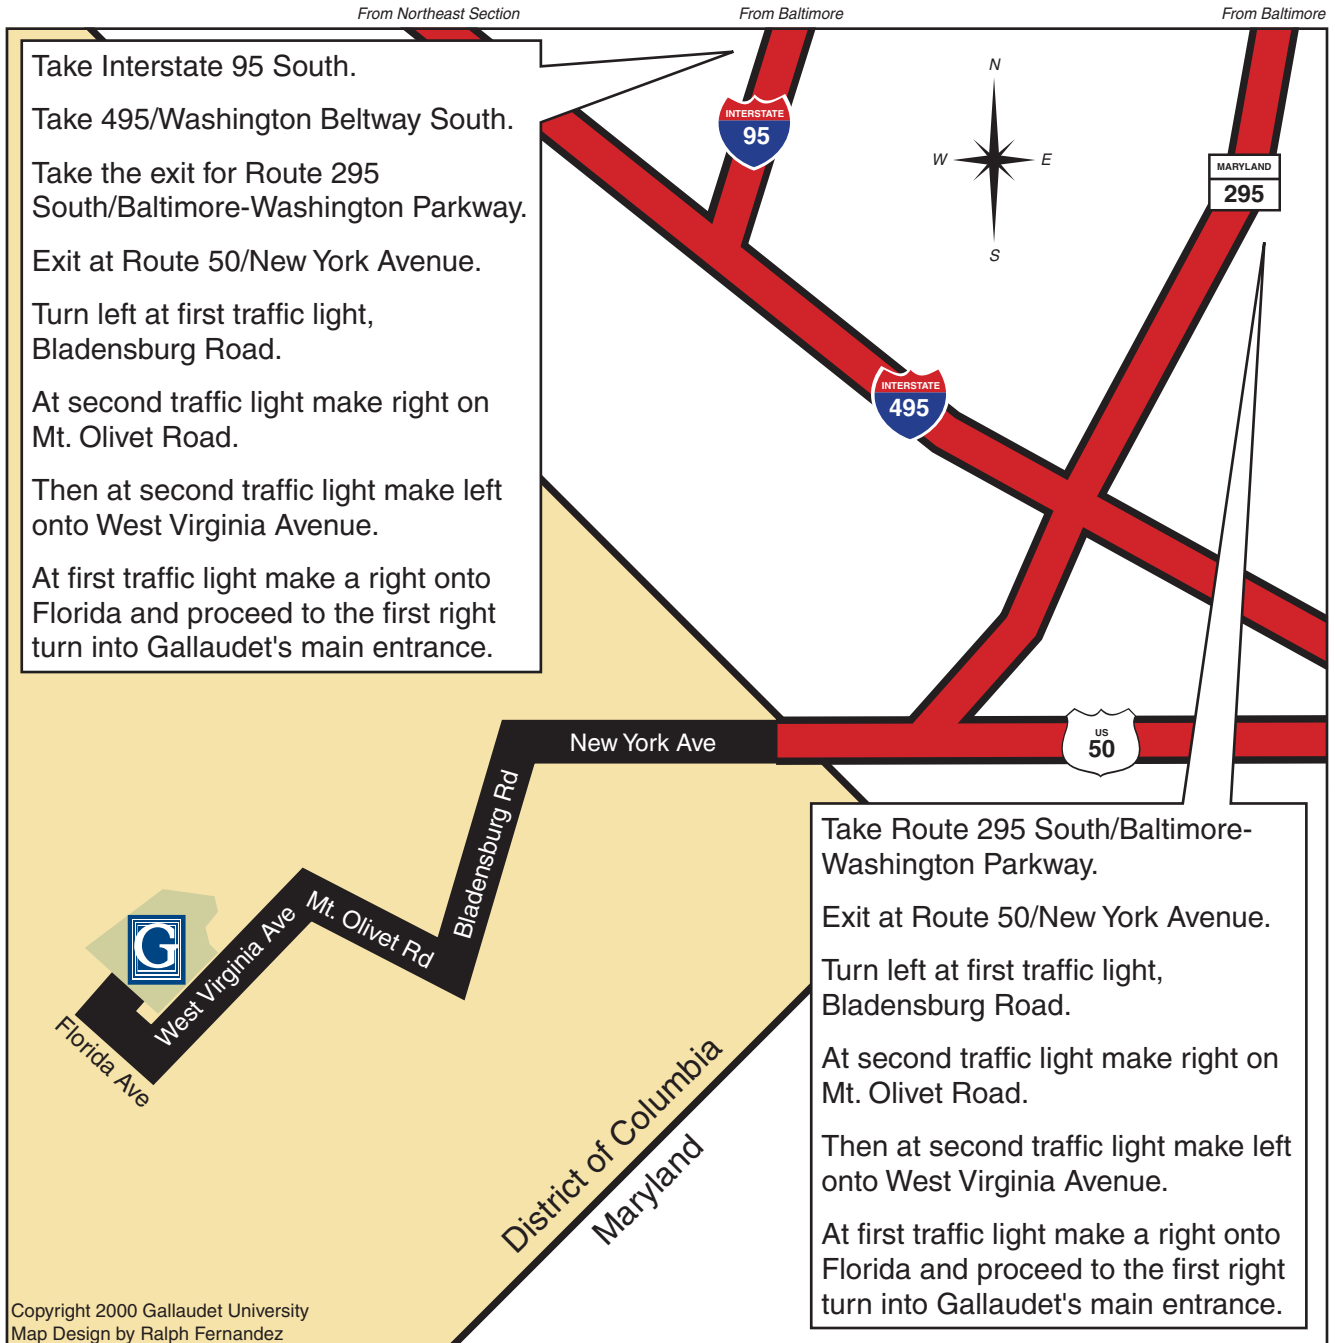 From Northeast Section
From Baltimore
From Baltimore
Take Interstate 95 South.
Take 495/Washington Beltway South.
Take the exit for Route 295
South/Baltimore-Washington Parkway.
Exit at Route 50/New York Avenue.
Turn left at first traffic light,
Bladensburg Road.
At second traffic light make right on
Mt. Olivet Road.
Then at second traffic light make left
onto West Virginia Avenue.
At first traffic light make a right onto
Florida and proceed to the first right
turn into Gallaudet's main entrance.
INTERSTATE
95
N
W
E
S
MARYLAND
295
INTERSTATE
495
New York Ave
US
50
Bladensburg Rd
Mt. Olivet Rd
West Virginia Ave
G
Florida Ave
District of Columbia
Maryland
Take Route 295 South/Baltimore-
Washington Parkway.
Exit at Route 50/New York Avenue.
Turn left at first traffic light,
Bladensburg Road.
At second traffic light make right on
Mt. Olivet Road.
Then at second traffic light make left
onto West Virginia Avenue.
At first traffic light make a right onto
Florida and proceed to the first right
turn into Gallaudet's main entrance.
Copyright 2000 Gallaudet University
Map Design by Ralph Fernandez